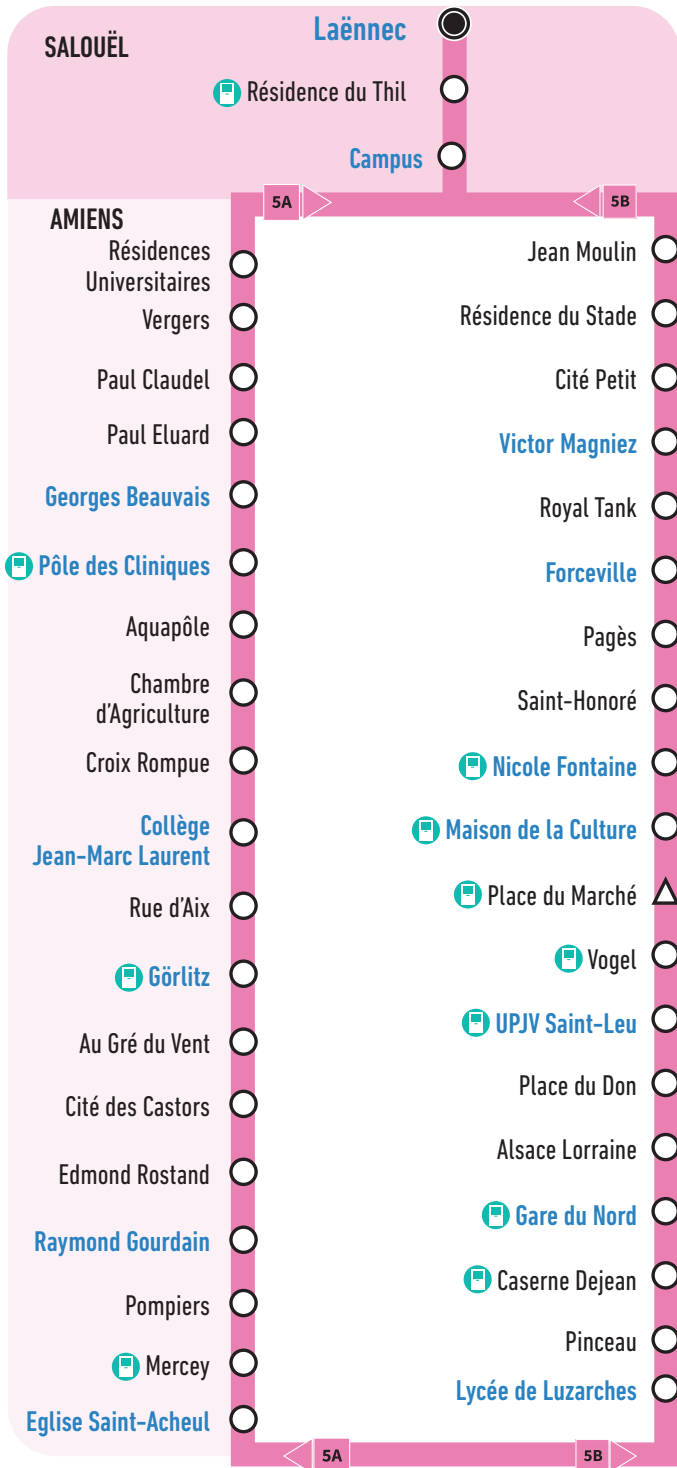 SALOUËL
Laënnec
Résidence du Thil
Campus
5A
5B
AMIENS
Résidences
Universitaires
Vergers
Paul Claudel
Paul Eluard
Georges Beauvais
Pôle des Cliniques
Aquapôle
Chambre
d'Agriculture
Croix Rompue
Collège
Jean-Marc Laurent
Rue d'Aix
Görlitz
Au Gré du Vent
Cité des Castors
Edmond Rostand
Raymond Gourdain
Pompiers
Mercey
Eglise Saint-Acheul
Jean Moulin
Résidence du Stade
Cité Petit
Victor Magniez
Royal Tank
Forceville
Pagès
Saint-Honoré
Nicole Fontaine
Maison de la Culture
Place du Marché
Vogel
UPJV Saint-Leu
Place du Don
Alsace Lorraine
Gare du Nord
Caserne Dejean
Pinceau
Lycée de Luzarches
5A
5B